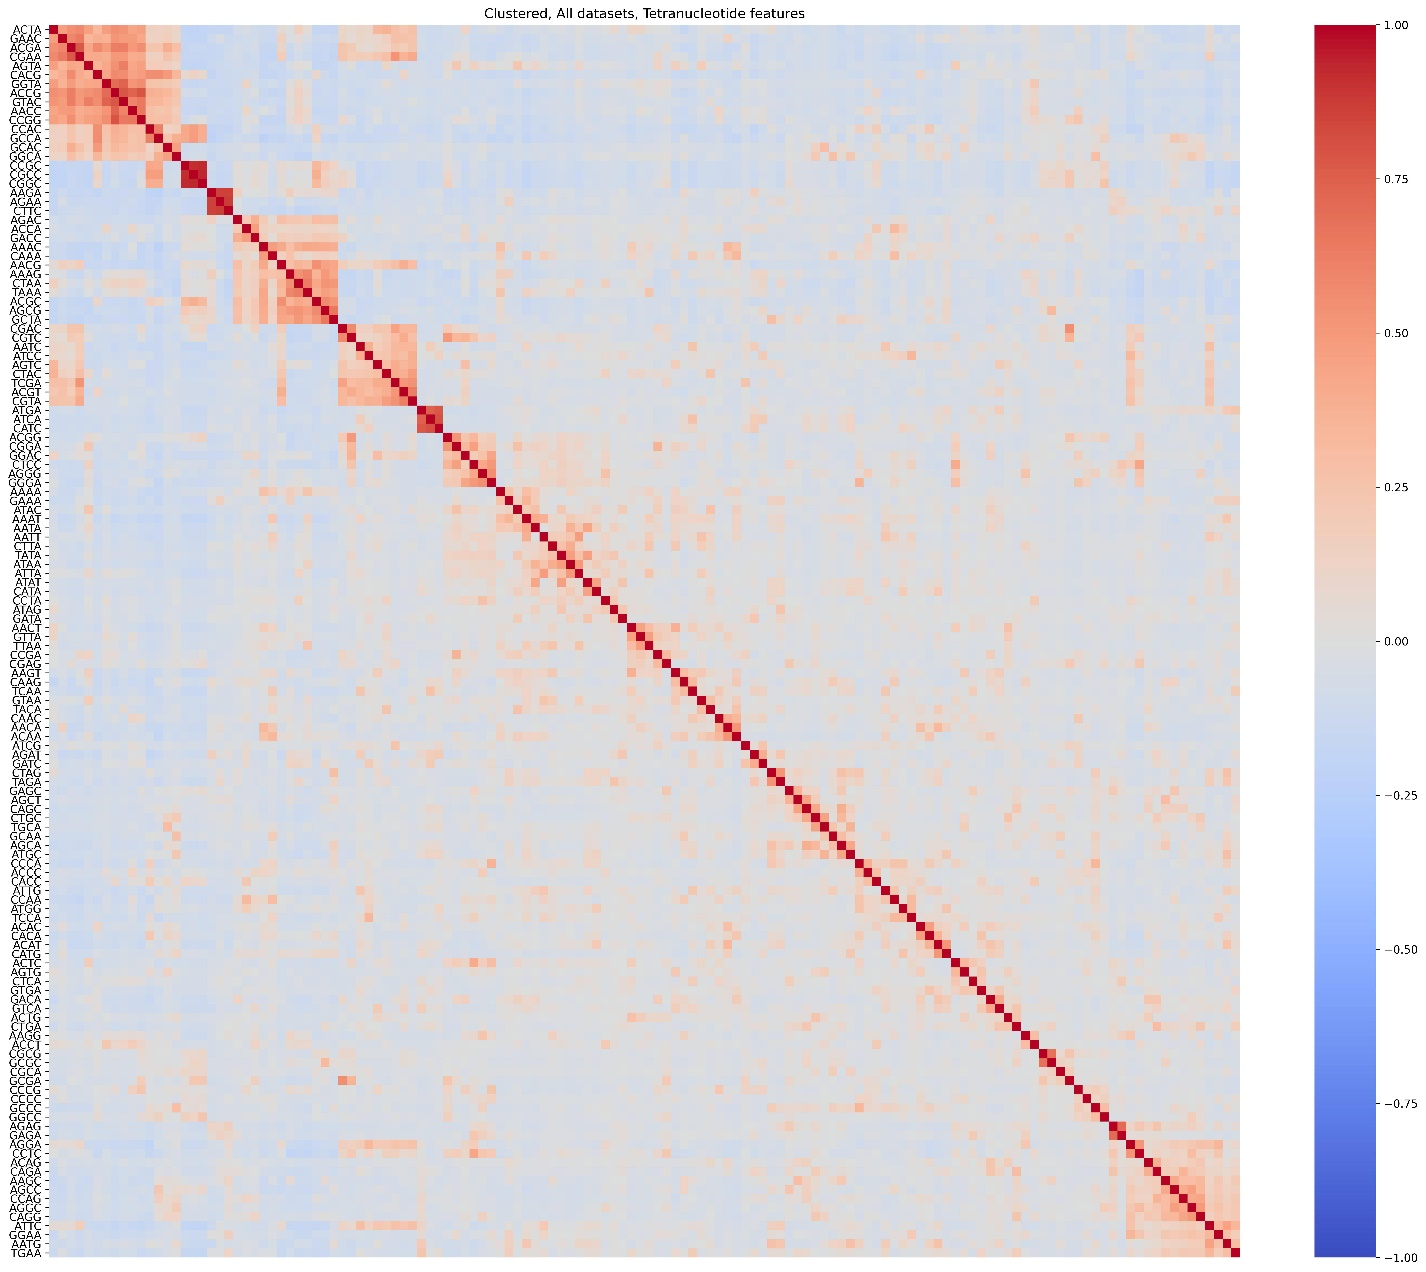 Clustered, All datasets, Tetranucleotide features
ACTA
GAAC
ACGA
CGAA
AGTA
CACG
GGTA
ACCG
GTAC
AACC
CCGG
CCAC
GCCA
GCAC
GGCA
CCGC
CGCC
CGGC
AAGA
AGAA
CTTC
AGAC
ACCA
GACC
AAAC
CAAA
AACG
AAAG
CTAA
TAAA
ACGC
AGCG
GCTA
CGAC
CGTC
AATC
ATCC
AGTC
CTAC
TCGA
ACGT
CGTA
ATGA
ATCA
CATC
ACGG
CGGA
GGAC
CTCC
AGGG
GGGA
AAAA
GAAA
ATAC
AAAT
AATA
AATT
CTTA
TATA
ATAA
ATTA
ATAT
CATA
CCTA
ATAG
GATA
AACT
GTTA
TTAA
CCGA
CGAG
AAGT
CAAG
TCAA
GTAA
TACA
CAAC
AACA
ACAA
ATCG
AGAT
GATC
CTAG
TAGA
GAGC
AGCT
CAGC
CTGC
TGCA
GCAA
AGCA
ATGC
CCCA
ACCC
CACC
ATTG
CCAA
ATGG
TCCA
ACAC
CACA
ACAT
CATG
ACTC
AGTG
CTCA
GTGA
GACA
GTCA
ACTG
CTGA
AAGG
ACCT
CGCG
GCGC
CGCA
GCGA
CCCG
CCCC
GCCC
GGCC
AGAG
GAGA
AGGA
CCTC
ACAG
CAGA
AAGC
AGCC
CCAG
AGGC
CAGG
ATTC
GGAA
AATG
TGAA
1.00
0.75
0.50
0.25
0.00
−0.25
−0.50
−0.75
−1.00